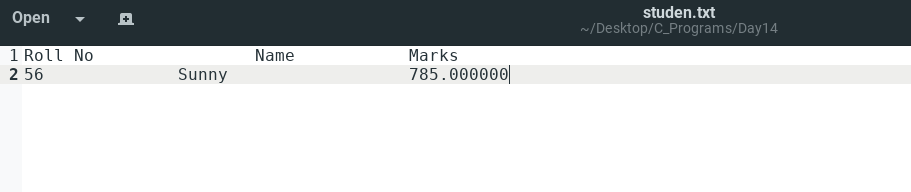 Open
studen.txt
~/Desktop/C_Programs/Day14
1 Roll No Name Marks
2 56 Sunny 785.000000